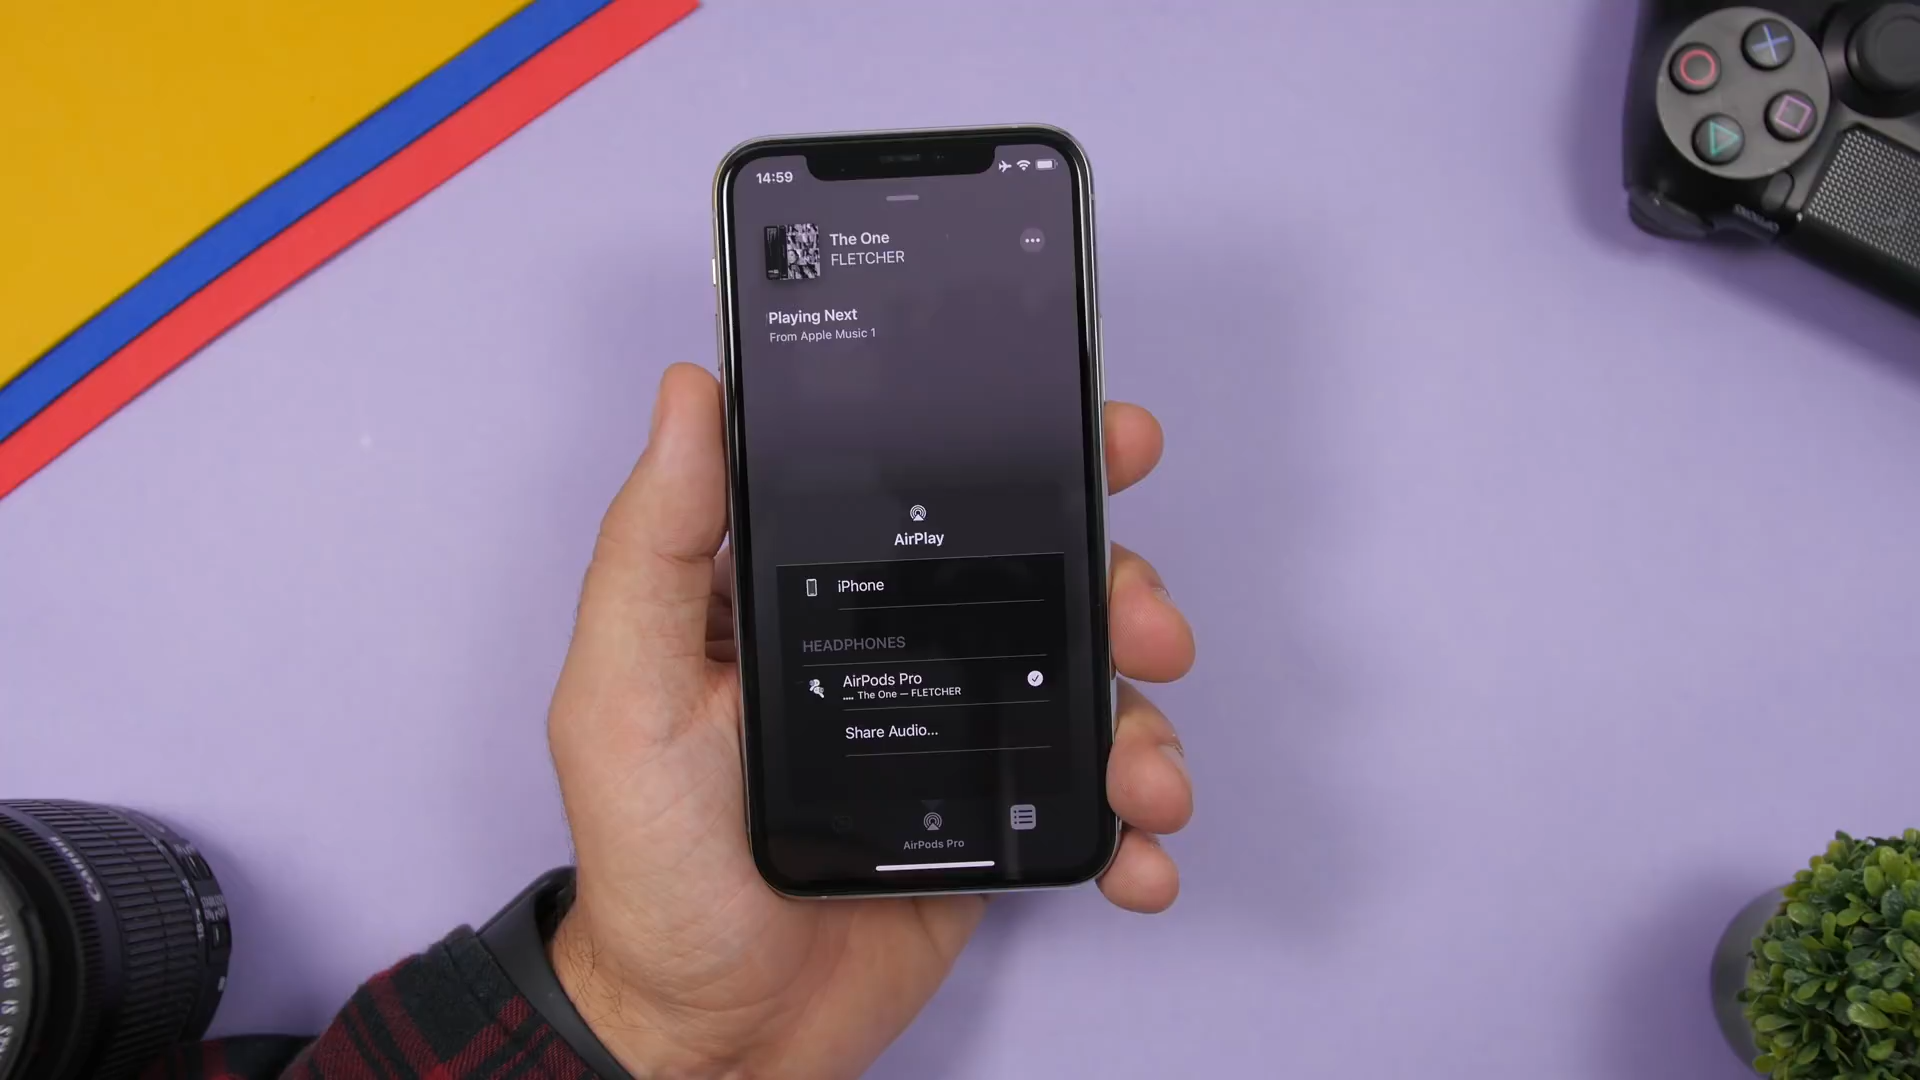 14:59
The One
FLETCHER
Playing Next
From Apple Music 1
AirPlay
iPhone
HEADPHONES
AirPods Pro
The One — FLETCHER
Share Audio...
AirPods Pro
Canon